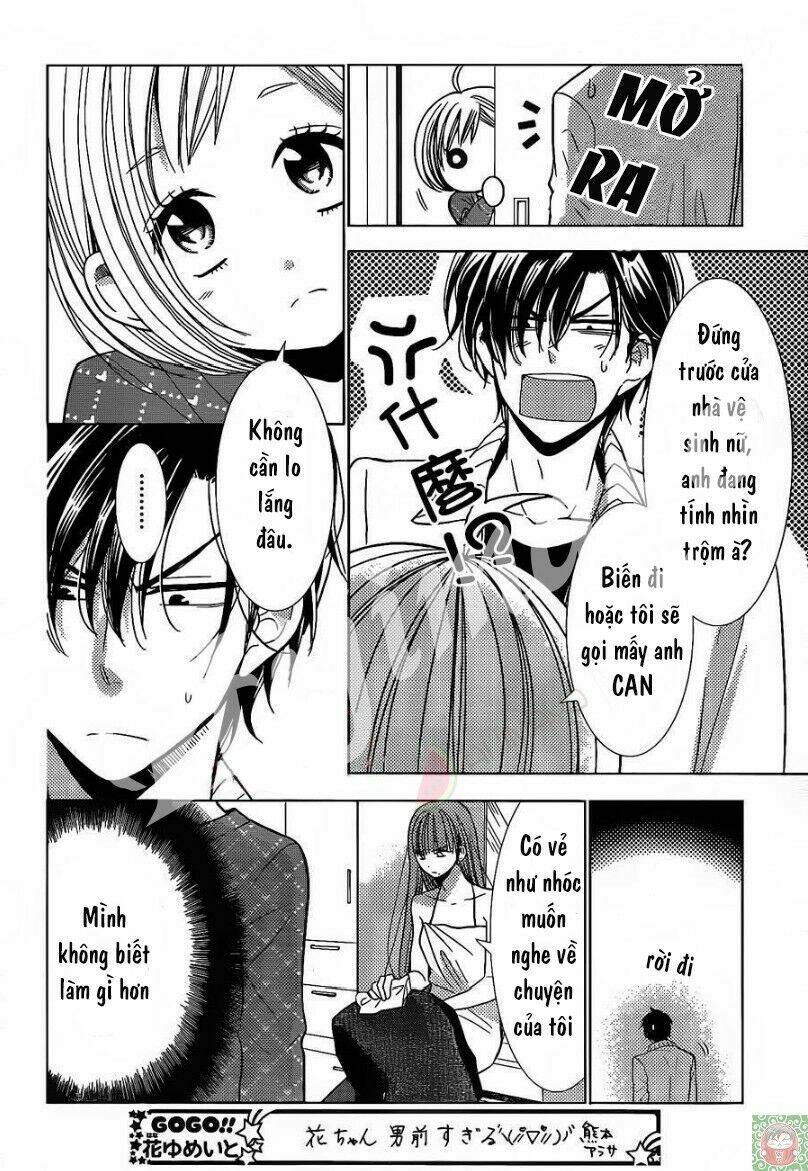 MỞ
RA
Đứng
trước cửa
nhà vệ
sinh nữ,
anh đang
tính nhìn
trộm à?
Biến đi
hoặc tôi sẽ
gọi mấy anh
CAN
什
麼
!?
Không
cần lo
lắng
đâu.
........
rời đi
Có vẻ
như nhóc
muốn
nghe về
chuyện
của tôi
Mình
không biết
làm gì hơn
GOGO!!
花ゆめいと
花ちゃん 男前すぎる
熊本
アラサ